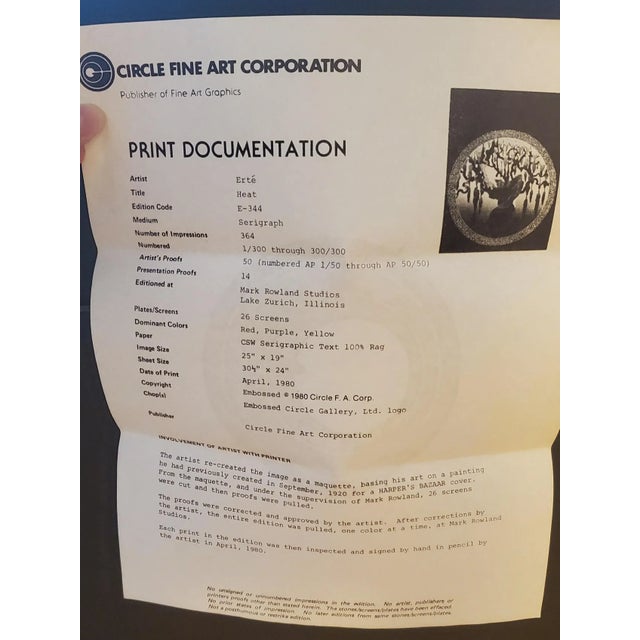 CIRCLE FINE ART CORPORATION
Publisher of Fine Art Graphics
PRINT DOCUMENTATION
Artist Erté
Title Heat
Edition Code E-344
Medium Serigraph
Number of Impressions 364
Numbered 1/300 through 300/300
Artist's Proofs 50 (numbered AP 1/50 through AP 50/50)
Presentation Proofs 14
Editioned at Mark Rowland Studios
Lake Zurich, Illinois
Plates/Screens 26 Screens
Dominant Colors Red, Purple, Yellow
Paper CSW Serigraphic Text 100% Rag
Image Size 25" x 19"
Sheet Size 30½" x 24"
Date of Print April, 1980
Copyright Embossed © 1980 Circle F. A. Corp.
Chop(s) Embossed Circle Gallery, Ltd. logo
Publisher Circle Fine Art Corporation
INVOLVEMENT OF ARTIST WITH PRINTER
The artist re-created the image as a maquette, basing his art on a painting
he had previously created in September, 1920 for a HARPER'S BAZAAR cover.
From the maquette, and under the supervision of Mark Rowland, 26 screens
were cut and then proofs were pulled.
The proofs were corrected and approved by the artist. After corrections by
the artist, the entire edition was pulled, one color at a time, at Mark Rowland
Studios.
Each print in the edition was then inspected and signed by hand in pencil by
the artist in April, 1980.
No unsigned or unnumbered impressions in the edition. No artist, publishers or
printers proofs other than stated herein. The stones/screens/plates have been effaced.
No print states of impression. No later editions from same stones/screens/plates.
Not a posthumous or restrike edition.